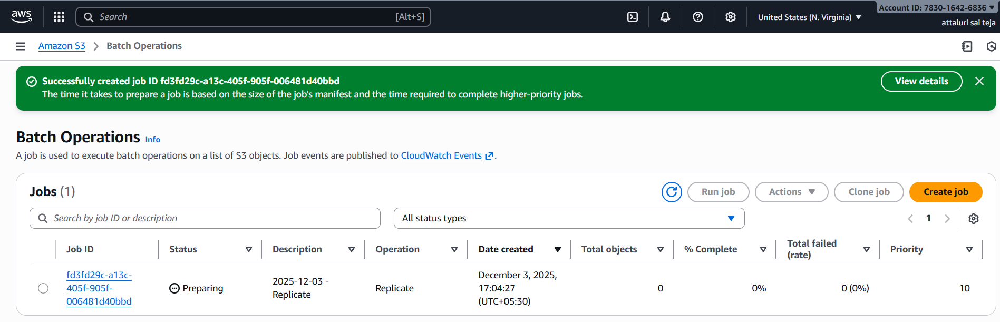 aws
Search [Alt+S]
United States (N. Virginia)
Account ID: 7830-1642-6836
attaluri sai teja
Amazon S3 Batch Operations
Successfully created job ID fd3fd29c-a13c-405f-905f-006481d40bbd
The time it takes to prepare a job is based on the size of the job's manifest and the time required to complete higher-priority jobs.
View details
Batch Operations Info
A job is used to execute batch operations on a list of S3 objects. Job events are published to CloudWatch Events.
Jobs (1)
Run job Actions Clone job Create job
Search by job ID or description
All status types
1
Job ID Status Description Operation Date created Total objects % Complete Total failed (rate) Priority
fd3fd29c-a13c-
405f-905f-
006481d40bbd
Preparing
2025-12-03 -
Replicate
Replicate
December 3, 2025,
17:04:27
(UTC+05:30)
0
0%
0 (0%)
10